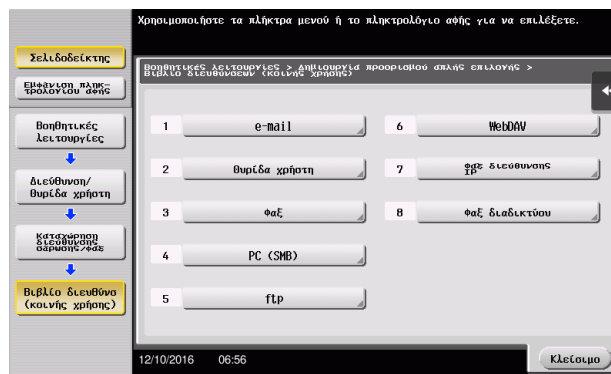 Χρησιμοποιήστε τα πλήκτρα μενού ή το πληκτρολόγιο αφής για να επιλέξετε.
Σελιδοδείκτης
Εμφάνιση πληκ-
τρολογίου αφής
Βοηθητικές
λειτουργίες
Διεύθυνση/
Θυρίδα χρήστη
Καταχώρηση
διεύθυνσης
σάρωσης/φαξ
Βιβλίο διευθύνσ
(κοινής χρήσης)
Βοηθητικές λειτουργίες > Δημιουργία προορισμού απλής επιλογής >
Βιβλίο διευθύνσεων (κοινής χρήσης)
1 e-mail
2 Θυρίδα χρήστη
3 Φαξ
4 PC (SMB)
5 ftp
6 WebDAV
7 Φαξ διεύθυνσης
IP
8 Φαξ διαδικτύου
12/10/2016 06:56
Κλείσιμο